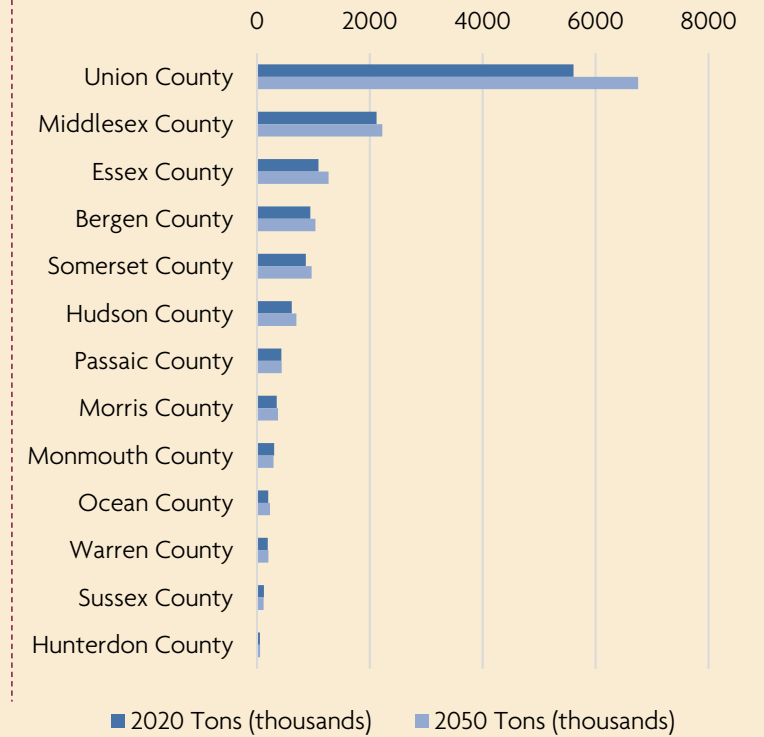 0 2000 4000 6000 8000
Union County
Middlesex County
Essex County
Bergen County
Somerset County
Hudson County
Passaic County
Morris County
Monmouth County
Ocean County
Warren County
Sussex County
Hunterdon County
2020 Tons (thousands) 2050 Tons (thousands)